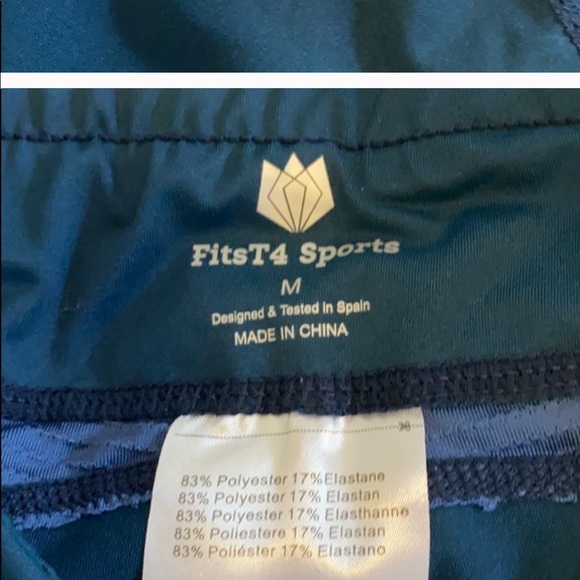 FitsT4 Sports
M
Designed & Tested in Spain
MADE IN CHINA
83% Polyester 17%Elastane
83% Polyester 17% Elastan
83% Polyester 17% Elasthanne
83% Poliestere 17% Elastan
83% Poliéster 17% Elastano